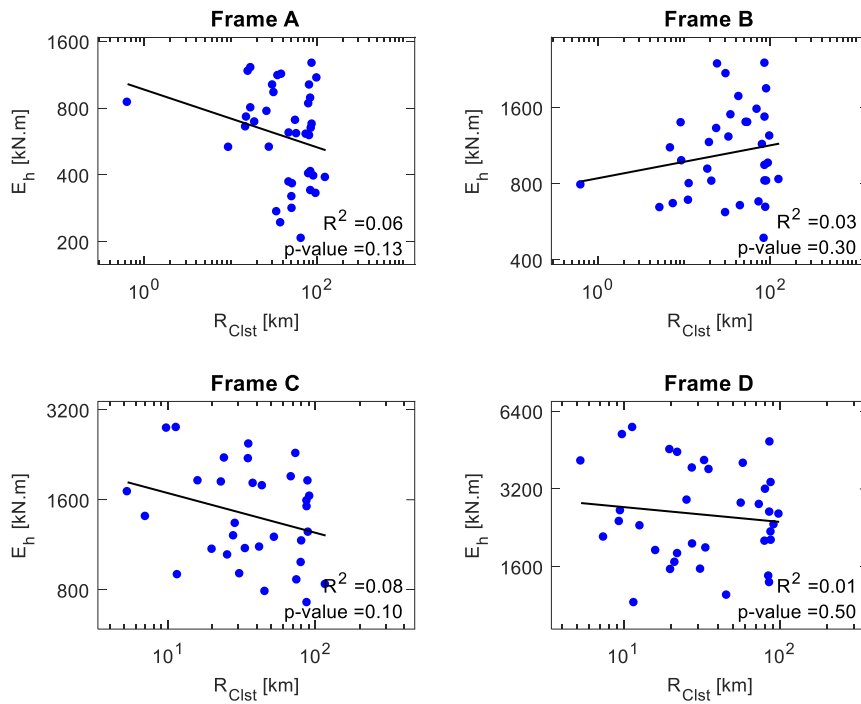 Frame A
1600
800
400
200
E_h [kN.m]
R^2 =0.06
p-value =0.13
10^0
10^2
R_Clst [km]
Frame B
1600
800
400
E_h [kN.m]
R^2 =0.03
p-value =0.30
10^0
10^2
R_Clst [km]
Frame C
3200
1600
800
E_h [kN.m]
R^2 =0.08
p-value =0.10
10^1
10^2
R_Clst [km]
Frame D
6400
3200
1600
E_h [kN.m]
R^2 =0.01
p-value =0.50
10^1
10^2
R_Clst [km]